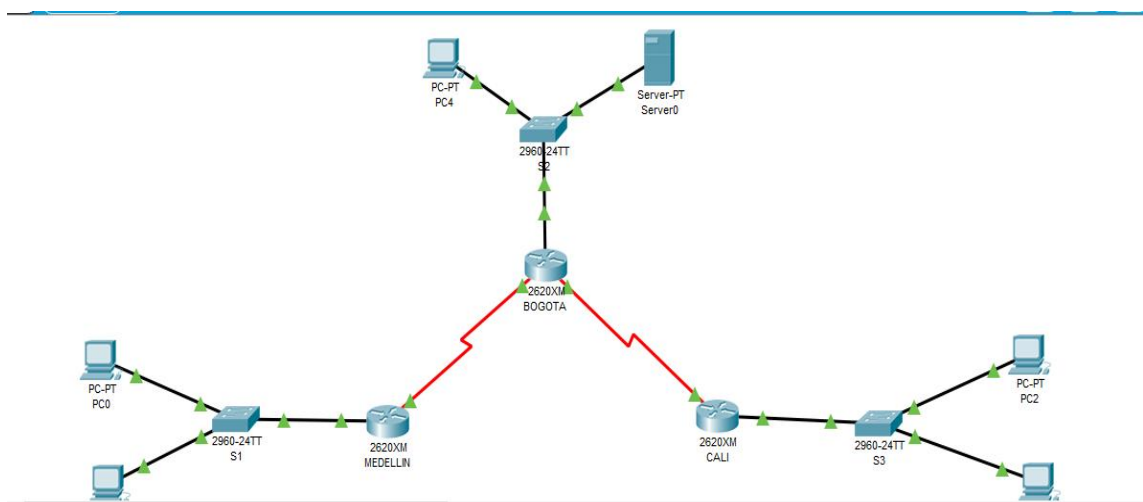 PC-PT
PC4
Server-PT
Server0
2960-24TT
S2
2620XM
BOGOTA
PC-PT
PC0
2960-24TT
S1
2620XM
MEDELLIN
2620XM
CALI
2960-24TT
S3
PC-PT
PC2